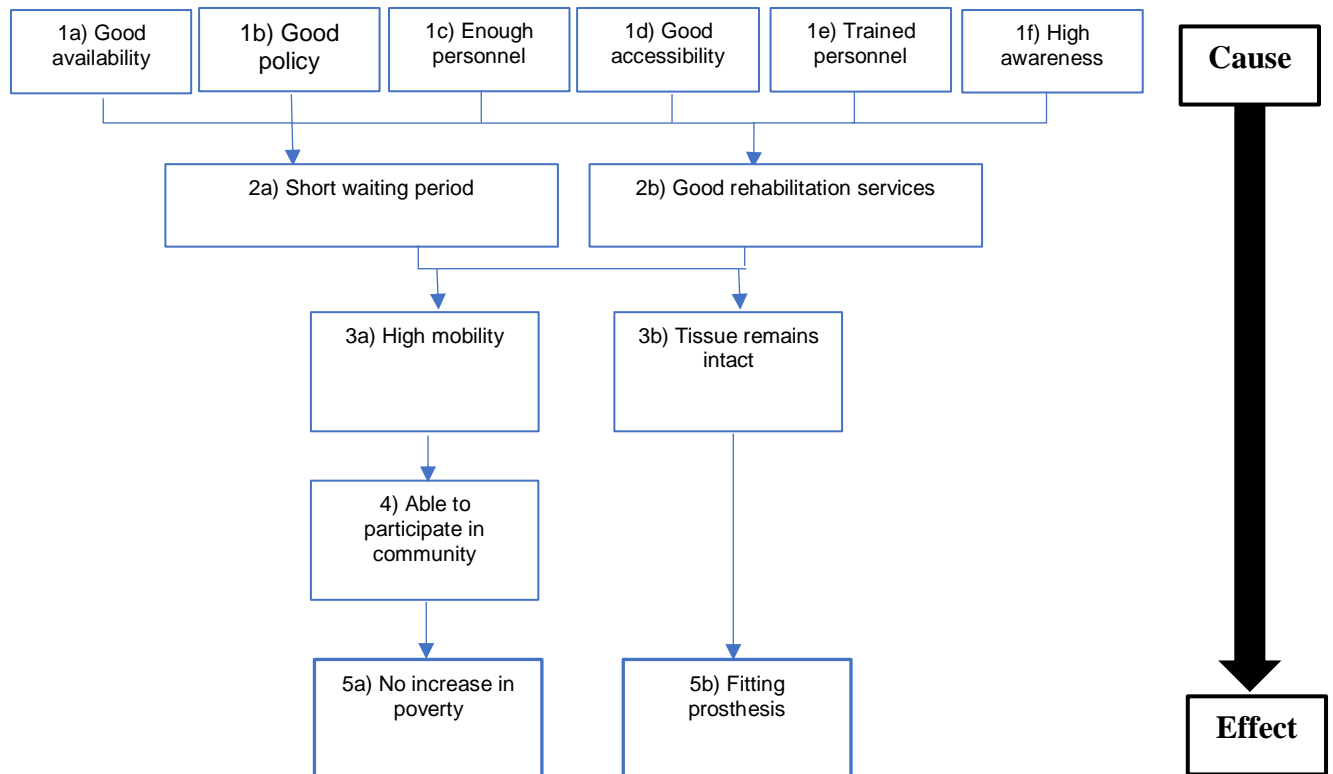 1a) Good
availability
1b) Good
policy
1c) Enough
personnel
1d) Good
accessibility
1e) Trained
personnel
1f) High
awareness
Cause
2a) Short waiting period
2b) Good rehabilitation services
3a) High mobility
3b) Tissue remains
intact
4) Able to
participate in
community
5a) No increase in
poverty
5b) Fitting
prosthesis
Effect